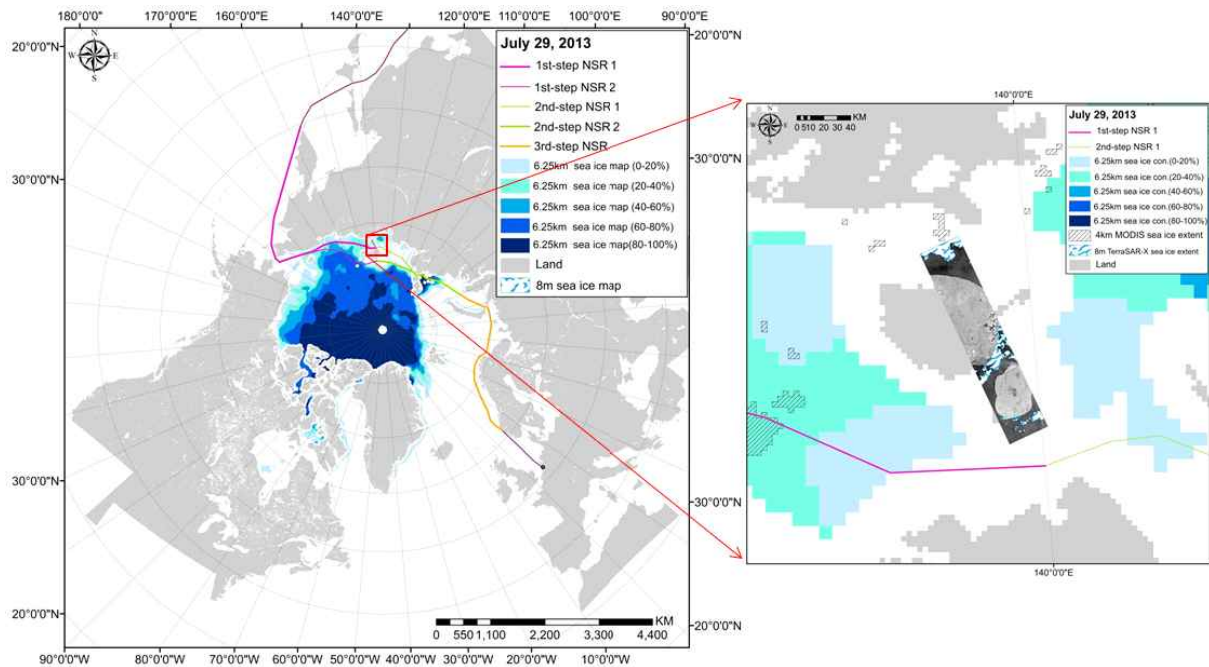 180°0'0" 160°0'0"E 140°0'0"E 120°0'0"E 100°0'0"E 90°0'0"E
20°0'0"N
N
W E
S
July 29, 2013
1st-step NSR 1
1st-step NSR 2
2nd-step NSR 1
2nd-step NSR 2
3rd-step NSR
6.25km sea ice map (0-20%)
6.25km sea ice map (20-40%)
6.25km sea ice map (40-60%)
6.25km sea ice map (60-80%)
6.25km sea ice map(80-100%)
Land
8m sea ice map
20°0'0"N
30°0'0"N
30°0'0"N
30°0'0"N
30°0'0"N
20°0'0"N
20°0'0"N
KM
0 550 1,100 2,200 3,300 4,400
90°0'0"W 80°0'0"W 70°0'0"W 60°0'0"W 50°0'0"W 40°0'0"W 30°0'0"W 20°0'0"W 10°0'0"W
140°0'0"E
N
W E
S
KM
0 5 10 20 30 40
July 29, 2013
1st-step NSR 1
2nd-step NSR 1
6.25km sea ice con.(0-20%)
6.25km sea ice con.(20-40%)
6.25km sea ice con.(40-60%)
6.25km sea ice con.(60-80%)
6.25km sea ice con.(80-100%)
4km MODIS sea ice extent
8m TerraSAR-X sea ice extent
Land
140°0'0"E